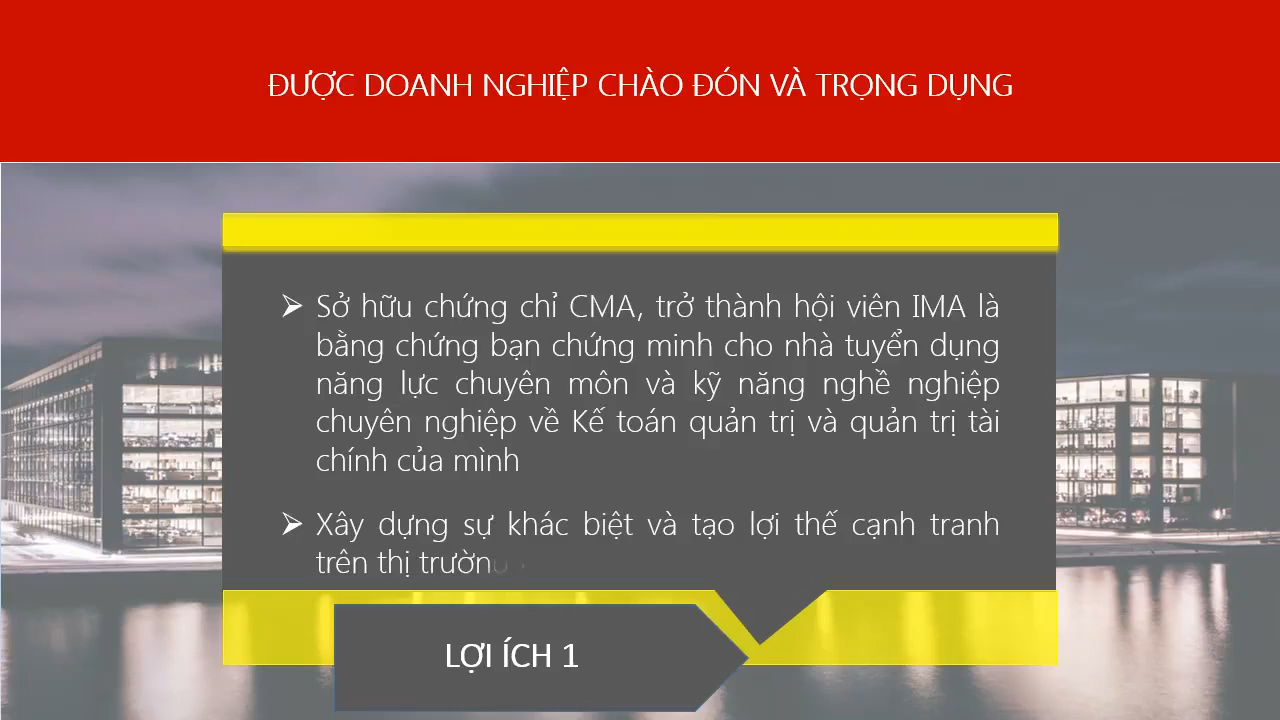 ĐƯỢC DOANH NGHIỆP CHÀO ĐÓN VÀ TRỌNG DỤNG
Sở hữu chứng chỉ CMA, trở thành hội viên IMA là
bằng chứng bạn chứng minh cho nhà tuyển dụng
năng lực chuyên môn và kỹ năng nghề nghiệp
chuyên nghiệp về Kế toán quản trị và quản trị tài
chính của mình
Xây dựng sự khác biệt và tạo lợi thế cạnh tranh
trên thị trườn
LỢI ÍCH 1